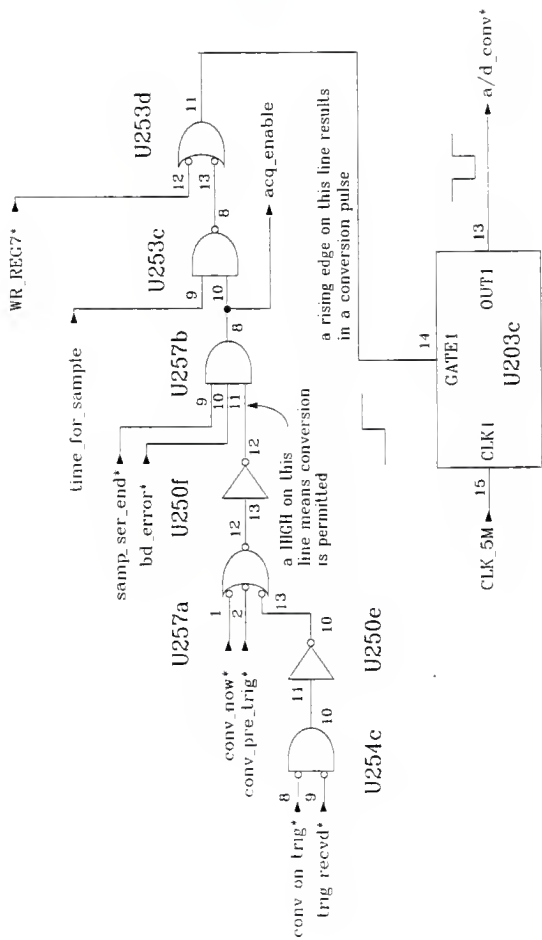 WR_REG7*
time_for_sample
samp_ser_end*
bd_error*
U250f
U257b
U253c
U253d
12
13
11
9
10
8
8
9
10
11
12
13
12
acq_enable
U257a
1
2
13
conv_now*
conv_pre_trig*
a HIGH on this
line means conversion
is permitted
a rising edge on this line results
in a conversion pulse
conv on trig*
trig recvd*
8
9
10
11
10
U254c
U250e
14
GATE1
CLK_5M
15
CLK1
OUT1
13
a/d_conv*
U203c